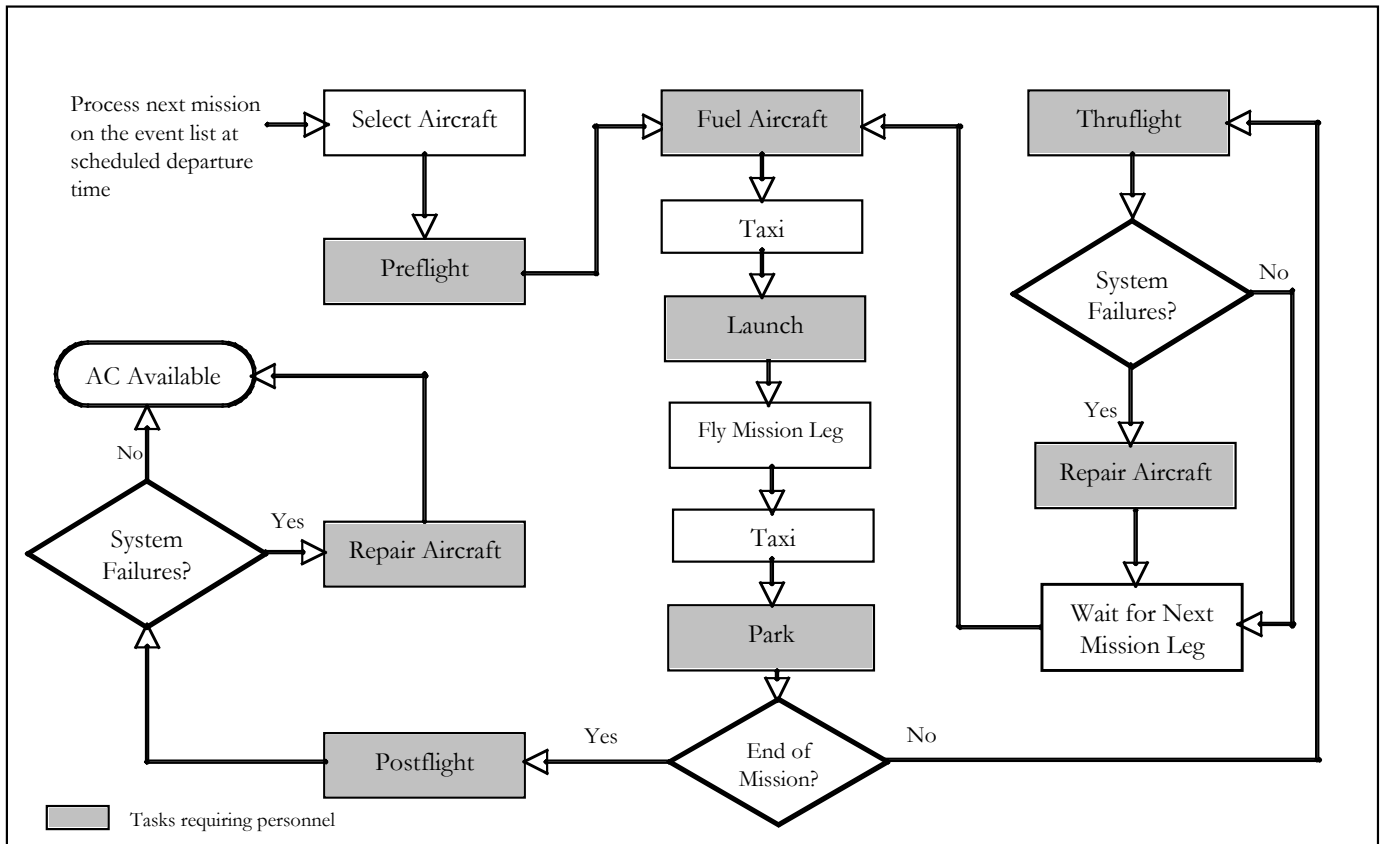 Process next mission
on the event list at
scheduled departure
time
Select Aircraft
Preflight
Fuel Aircraft
Taxi
Launch
Fly Mission Leg
Taxi
Park
End of
Mission?
Yes
No
Thruflight
System
Failures?
No
Yes
Repair Aircraft
Wait for Next
Mission Leg
Postflight
System
Failures?
Yes
No
Repair Aircraft
AC Available
Tasks requiring personnel